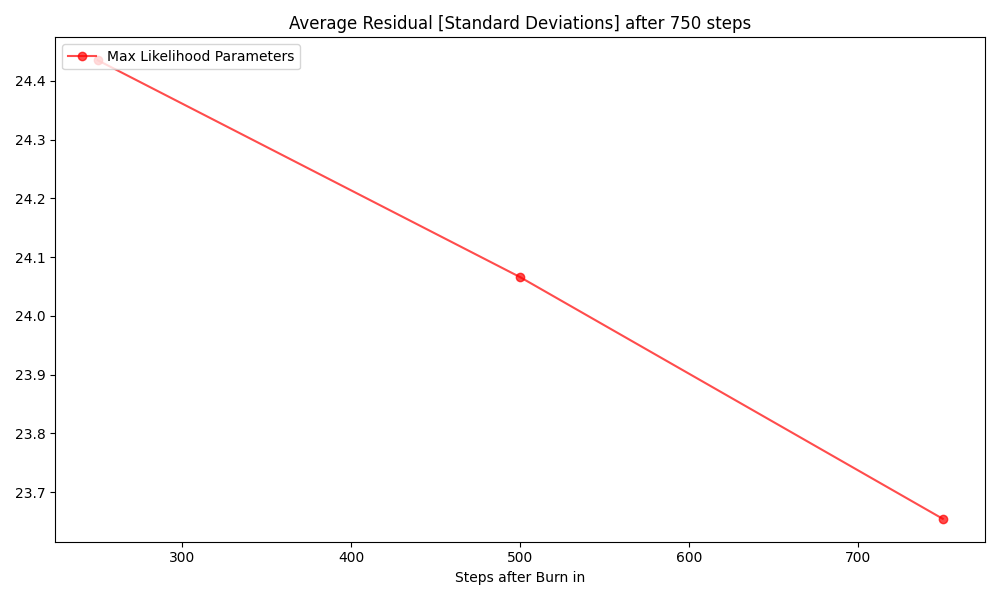 Average Residual [Standard Deviations] after 750 steps
Max Likelihood Parameters
24.4
24.3
24.2
24.1
24.0
23.9
23.8
23.7
300 400 500 600 700
Steps after Burn in